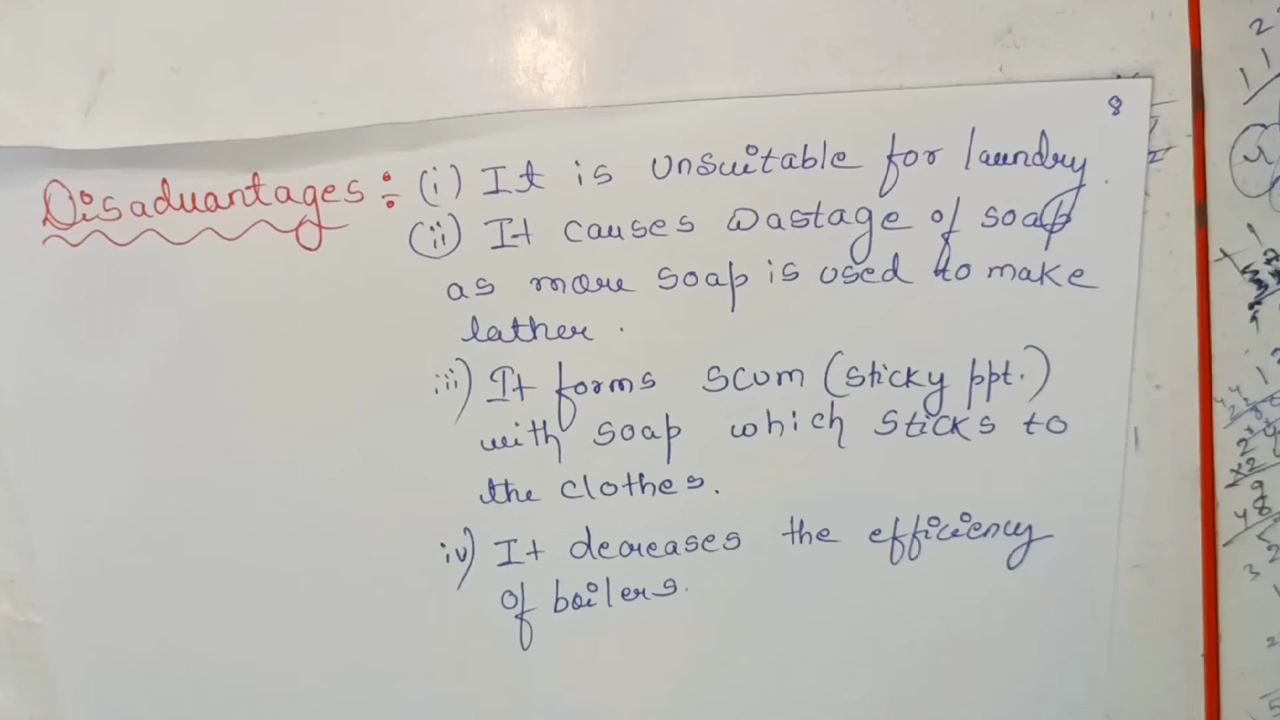 8
Disadvantages :- (i) It is unsuitable for laundry.
(ii) It causes wastage of soap
as more soap is used to make
lather.
iii) It forms scum (sticky ppt.)
with soap which sticks to
the clothes.
iv) It decreases the efficiency
of boilers.